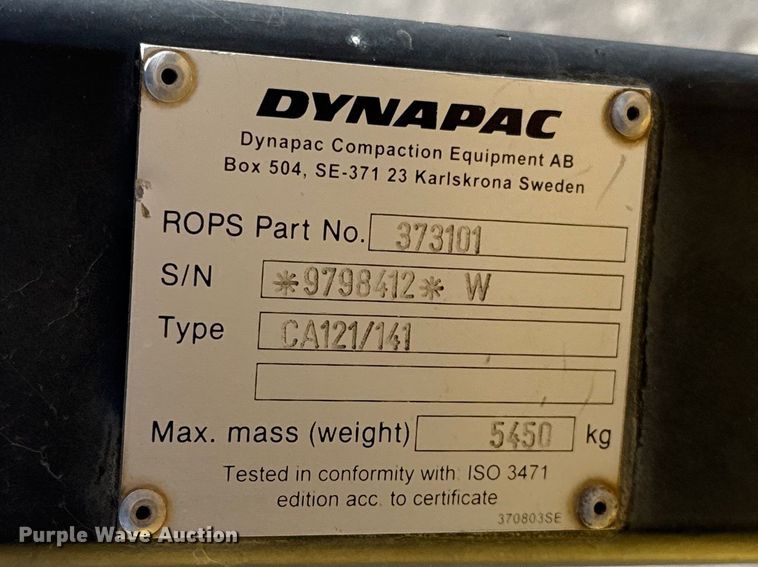 DYNAPAC
Dynapac Compaction Equipment AB
Box 504, SE-371 23 Karlskrona Sweden
ROPS Part No. 373101
S/N *9798412* W
Type CA121/141
Max. mass (weight) 5450 kg
Tested in conformity with ISO 3471
edition acc. to certificate
370803SE
Purple Wave Auction